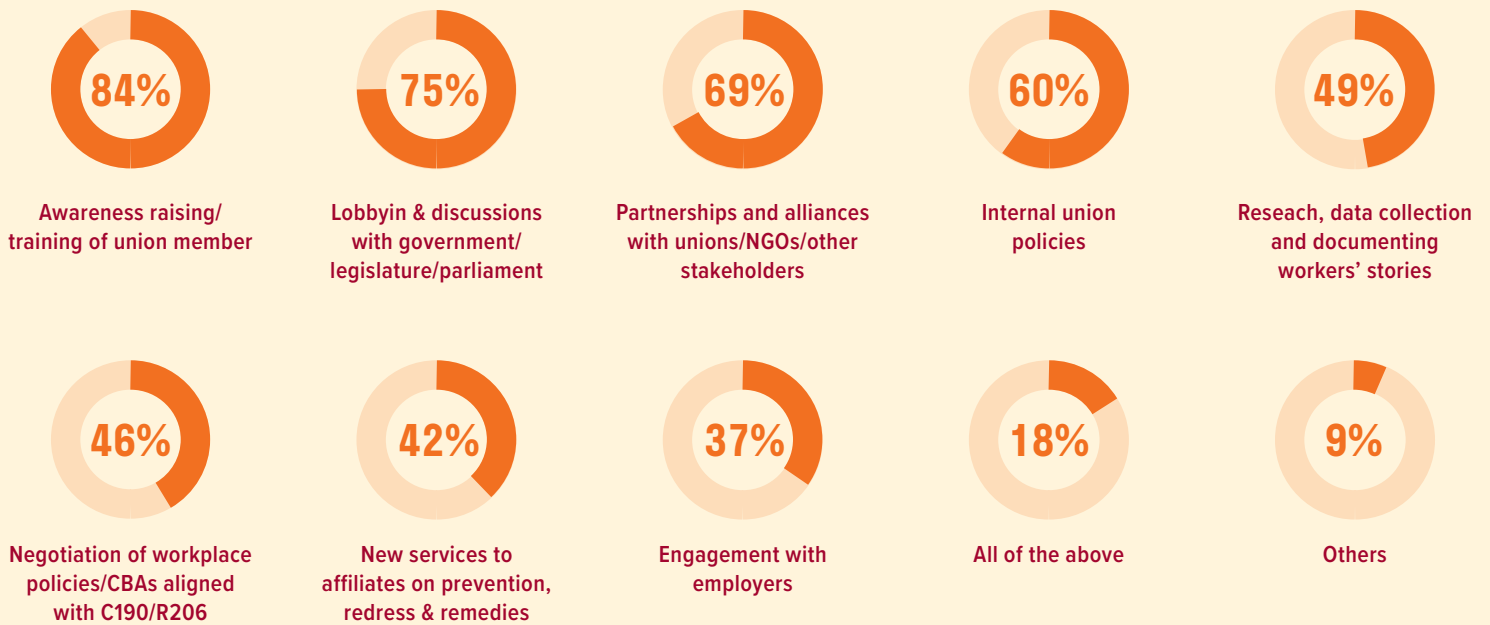 84%
75%
69%
60%
49%
Awareness raising/
training of union member
Lobbyin & discussions
with government/
legislature/parliament
Partnerships and alliances
with unions/NGOs/other
stakeholders
Internal union
policies
Reseach, data collection
and documenting
workers’ stories
46%
42%
37%
18%
9%
Negotiation of workplace
policies/CBAs aligned
with C190/R206
New services to
affiliates on prevention,
redress & remedies
Engagement with
employers
All of the above
Others